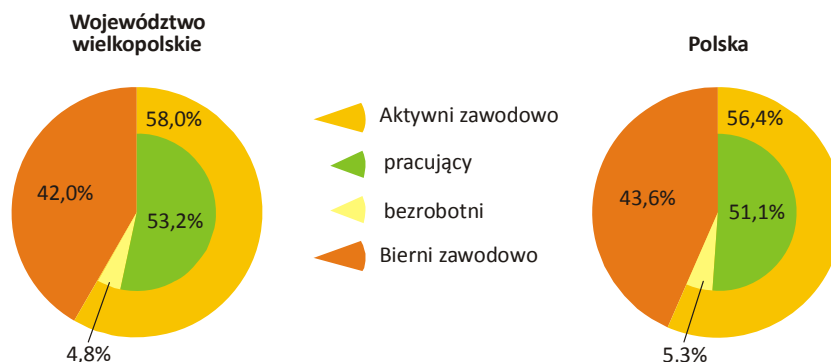 Województwo
wielkopolskie
58,0%
42,0%
53,2%
4,8%
Aktywni zawodowo
pracujący
bezrobotni
Bierni zawodowo
Polska
56,4%
43,6%
51,1%
5,3%